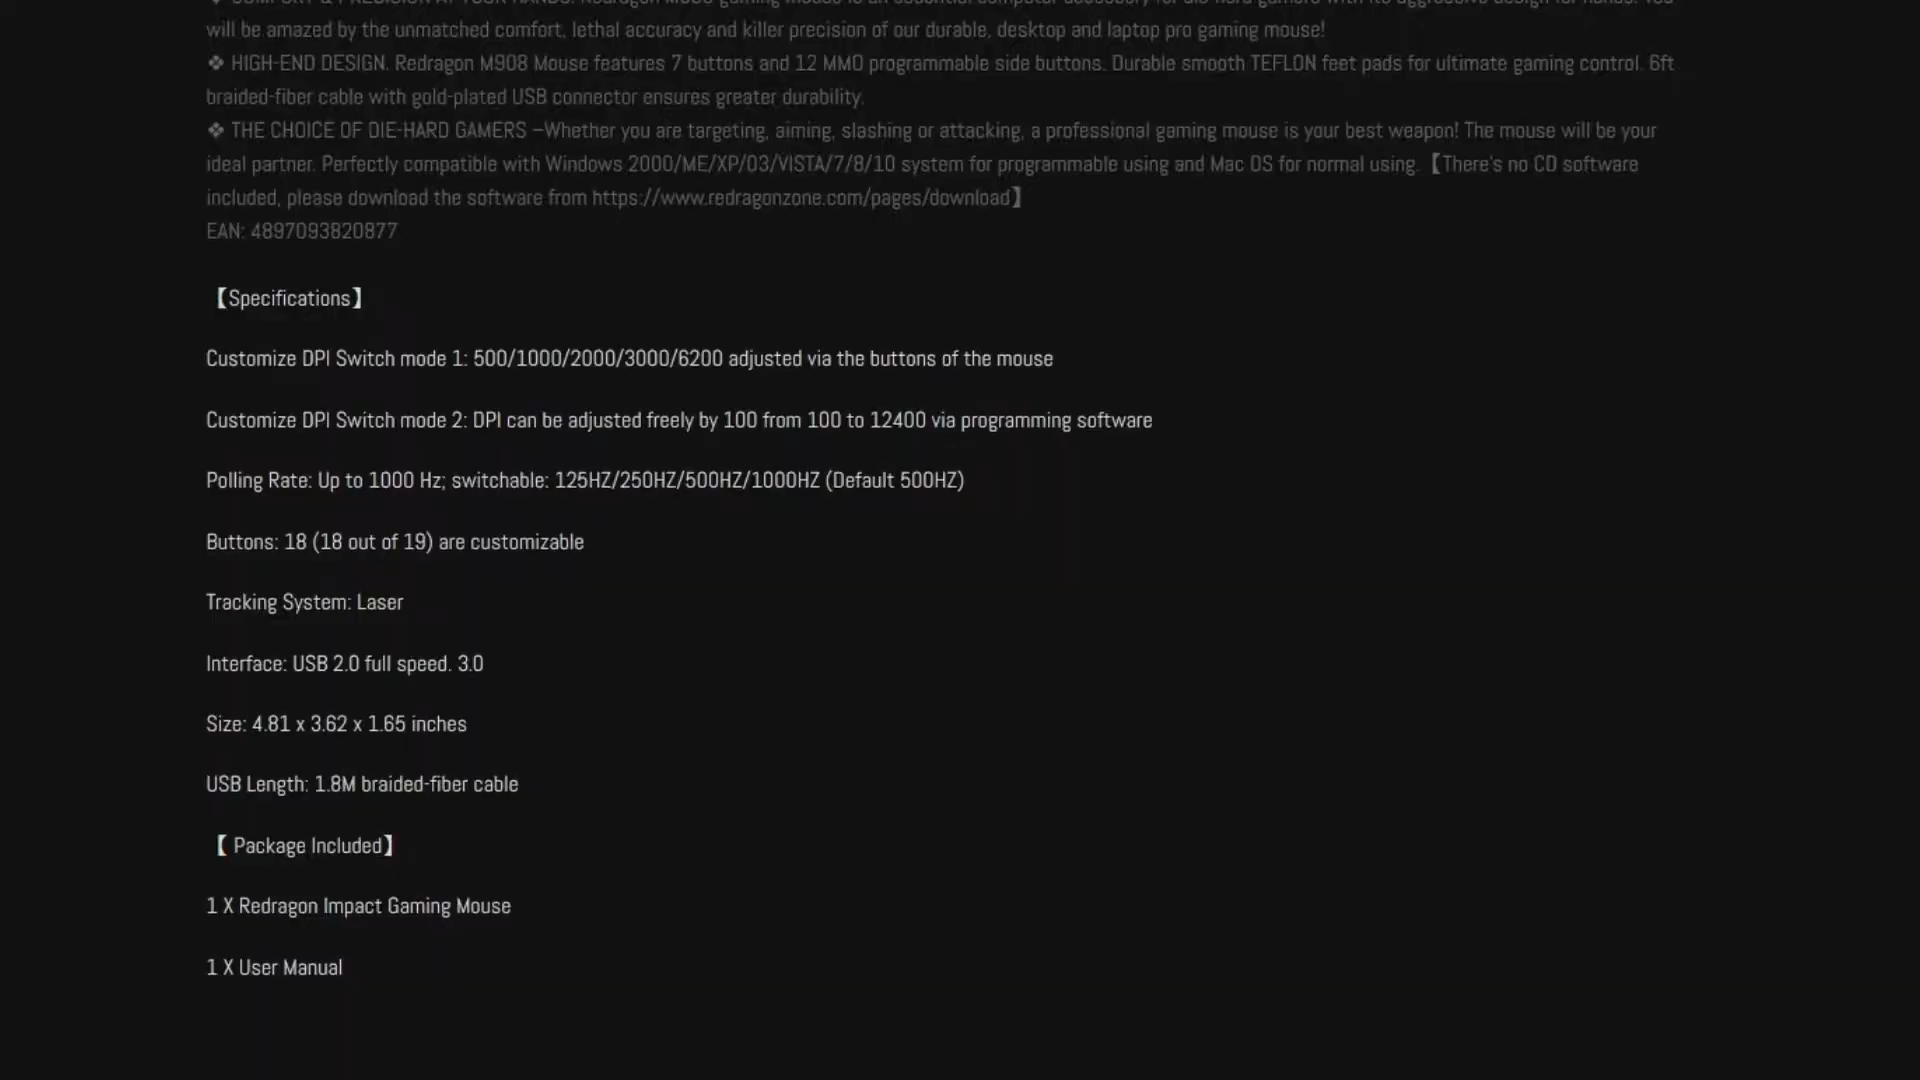 will be amazed by the unmatched comfort, lethal accuracy and killer precision of our durable, desktop and laptop pro gaming mouse!
❖ HIGH-END DESIGN. Redragon M908 Mouse features 7 buttons and 12 MMO programmable side buttons. Durable smooth TEFLON feet pads for ultimate gaming control. 6ft
braided-fiber cable with gold-plated USB connector ensures greater durability.
❖ THE CHOICE OF DIE-HARD GAMERS –Whether you are targeting, aiming, slashing or attacking, a professional gaming mouse is your best weapon! The mouse will be your
ideal partner. Perfectly compatible with Windows 2000/ME/XP/03/VISTA/7/8/10 system for programmable using and Mac OS for normal using.【There's no CD software
included, please download the software from https://www.redragonzone.com/pages/download】
EAN: 4897093820877
【Specifications】
Customize DPI Switch mode 1: 500/1000/2000/3000/6200 adjusted via the buttons of the mouse
Customize DPI Switch mode 2: DPI can be adjusted freely by 100 from 100 to 12400 via programming software
Polling Rate: Up to 1000 Hz; switchable: 125HZ/250HZ/500HZ/1000HZ (Default 500HZ)
Buttons: 18 (18 out of 19) are customizable
Tracking System: Laser
Interface: USB 2.0 full speed. 3.0
Size: 4.81 x 3.62 x 1.65 inches
USB Length: 1.8M braided-fiber cable
【 Package Included】
1 X Redragon Impact Gaming Mouse
1 X User Manual